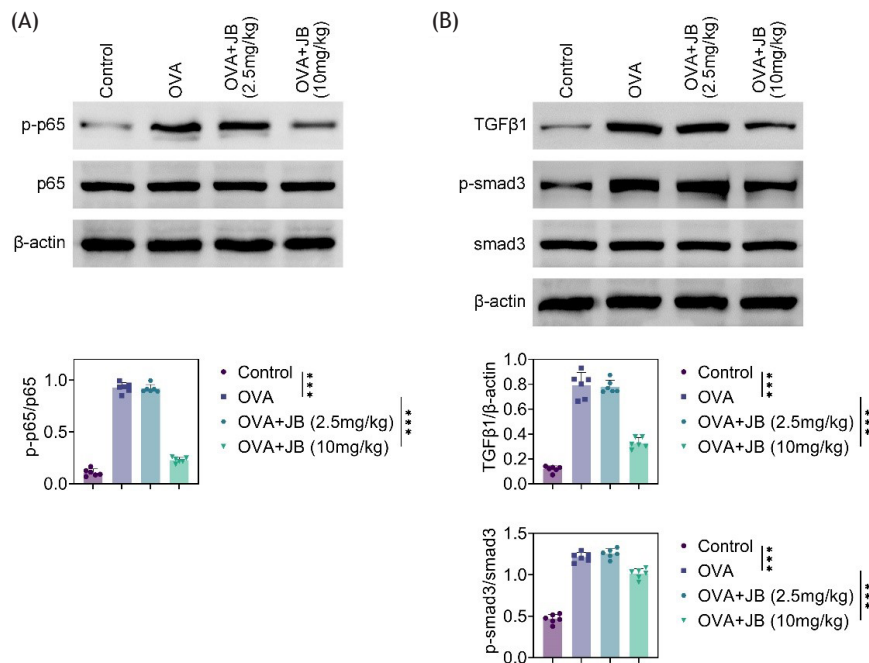 (A)
Control
OVA
OVA+JB
(2.5mg/kg)
OVA+JB
(10mg/kg)
p-p65
p65
β-actin
1.0
0.5
0.0
p-p65/p65
Control
OVA
OVA+JB (2.5mg/kg)
OVA+JB (10mg/kg)
***
***
(B)
Control
OVA
OVA+JB
(2.5mg/kg)
OVA+JB
(10mg/kg)
TGFβ1
p-smad3
smad3
β-actin
1.0
0.8
0.6
0.4
0.2
0.0
TGFβ1/β-actin
Control
OVA
OVA+JB (2.5mg/kg)
OVA+JB (10mg/kg)
***
***
1.5
1.0
0.5
0.0
p-smad3/smad3
Control
OVA
OVA+JB (2.5mg/kg)
OVA+JB (10mg/kg)
***
***